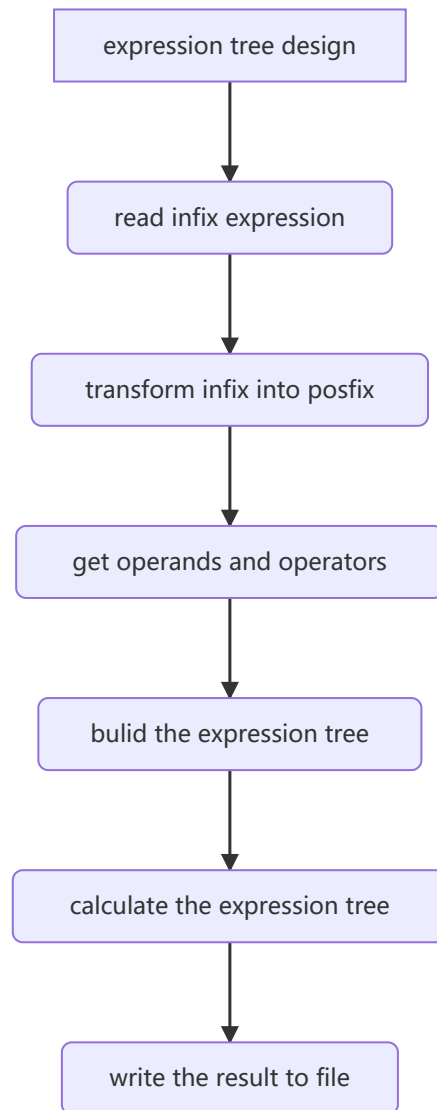 expression tree design
read infix expression
transform infix into posfix
get operands and operators
bulid the expression tree
calculate the expression tree
write the result to file